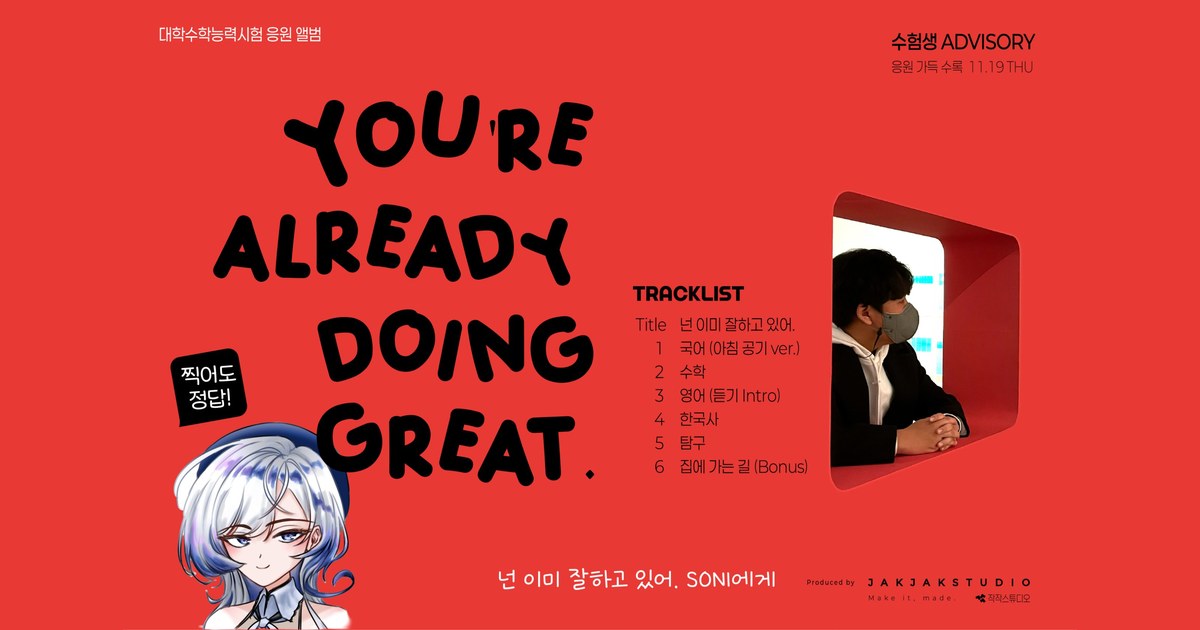 대학수학능력시험 응원 앨범
수험생 ADVISORY
응원 가득 수록 11.19 THU
YOU'RE
ALREADY
DOING
GREAT.
찍어도
정답!
TRACKLIST
Title 넌 이미 잘하고 있어.
1 국어 (아침 공기 ver.)
2 수학
3 영어 (듣기 Intro)
4 한국사
5 탐구
6 집에 가는 길 (Bonus)
넌 이미 잘하고 있어. SONI에게
Produced by JAKJAKSTUDIO
Make it, made. 작작스튜디오